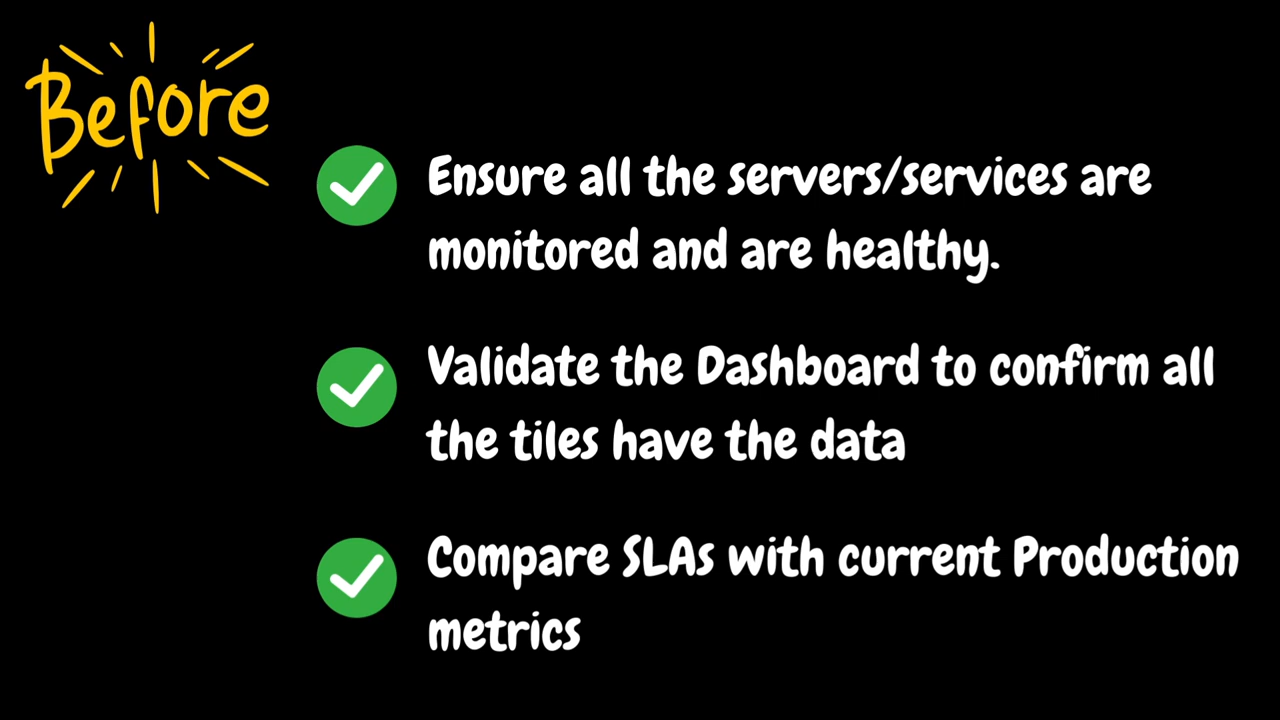 Before
Ensure all the servers/services are
monitored and are healthy.
Validate the Dashboard to confirm all
the tiles have the data
Compare SLAs with current Production
metrics